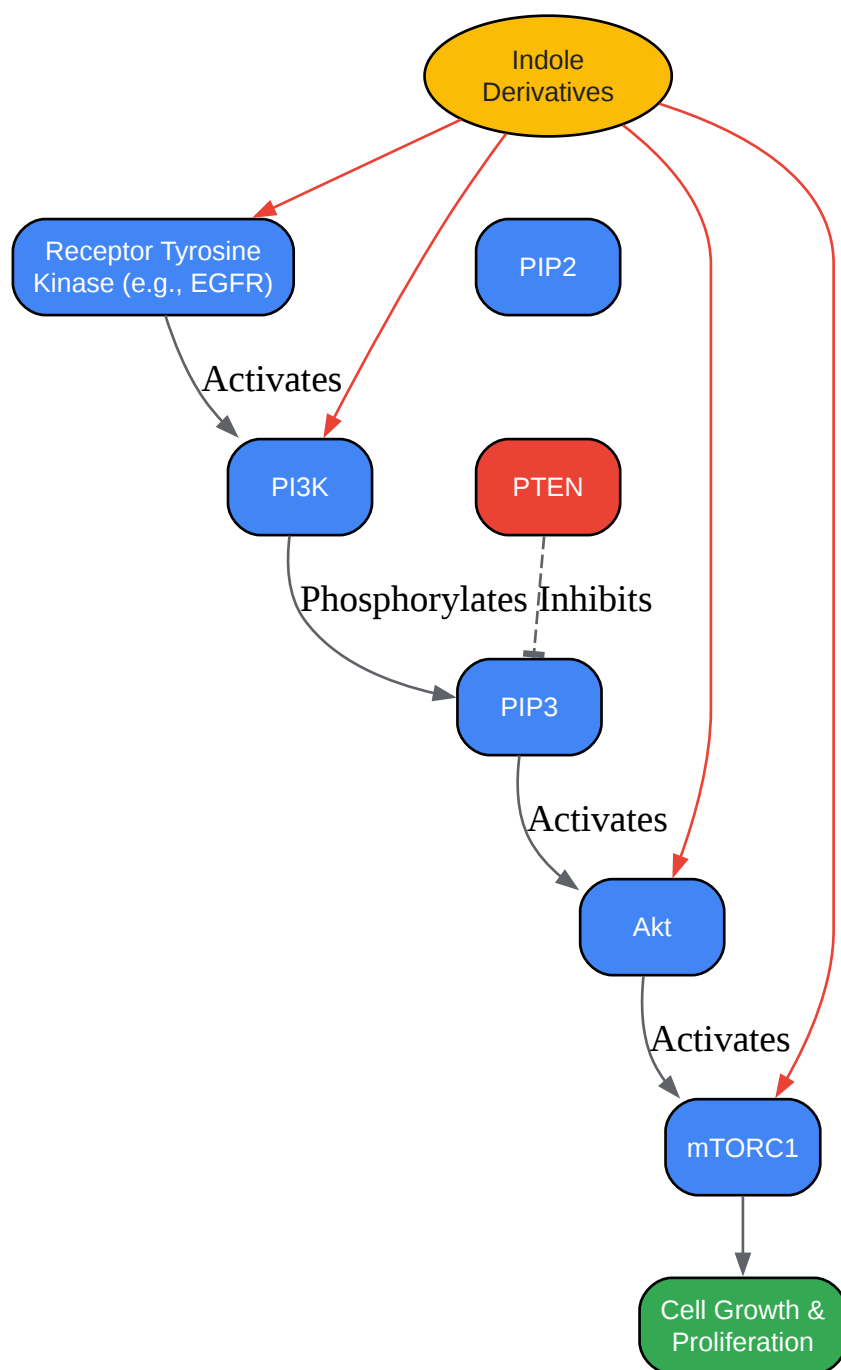 Indole
Derivatives
Receptor Tyrosine
Kinase (e.g., EGFR)
PIP2
Activates
PI3K
PTEN
Phosphorylates
Inhibits
PIP3
Activates
Akt
Activates
mTORC1
Cell Growth &
Proliferation